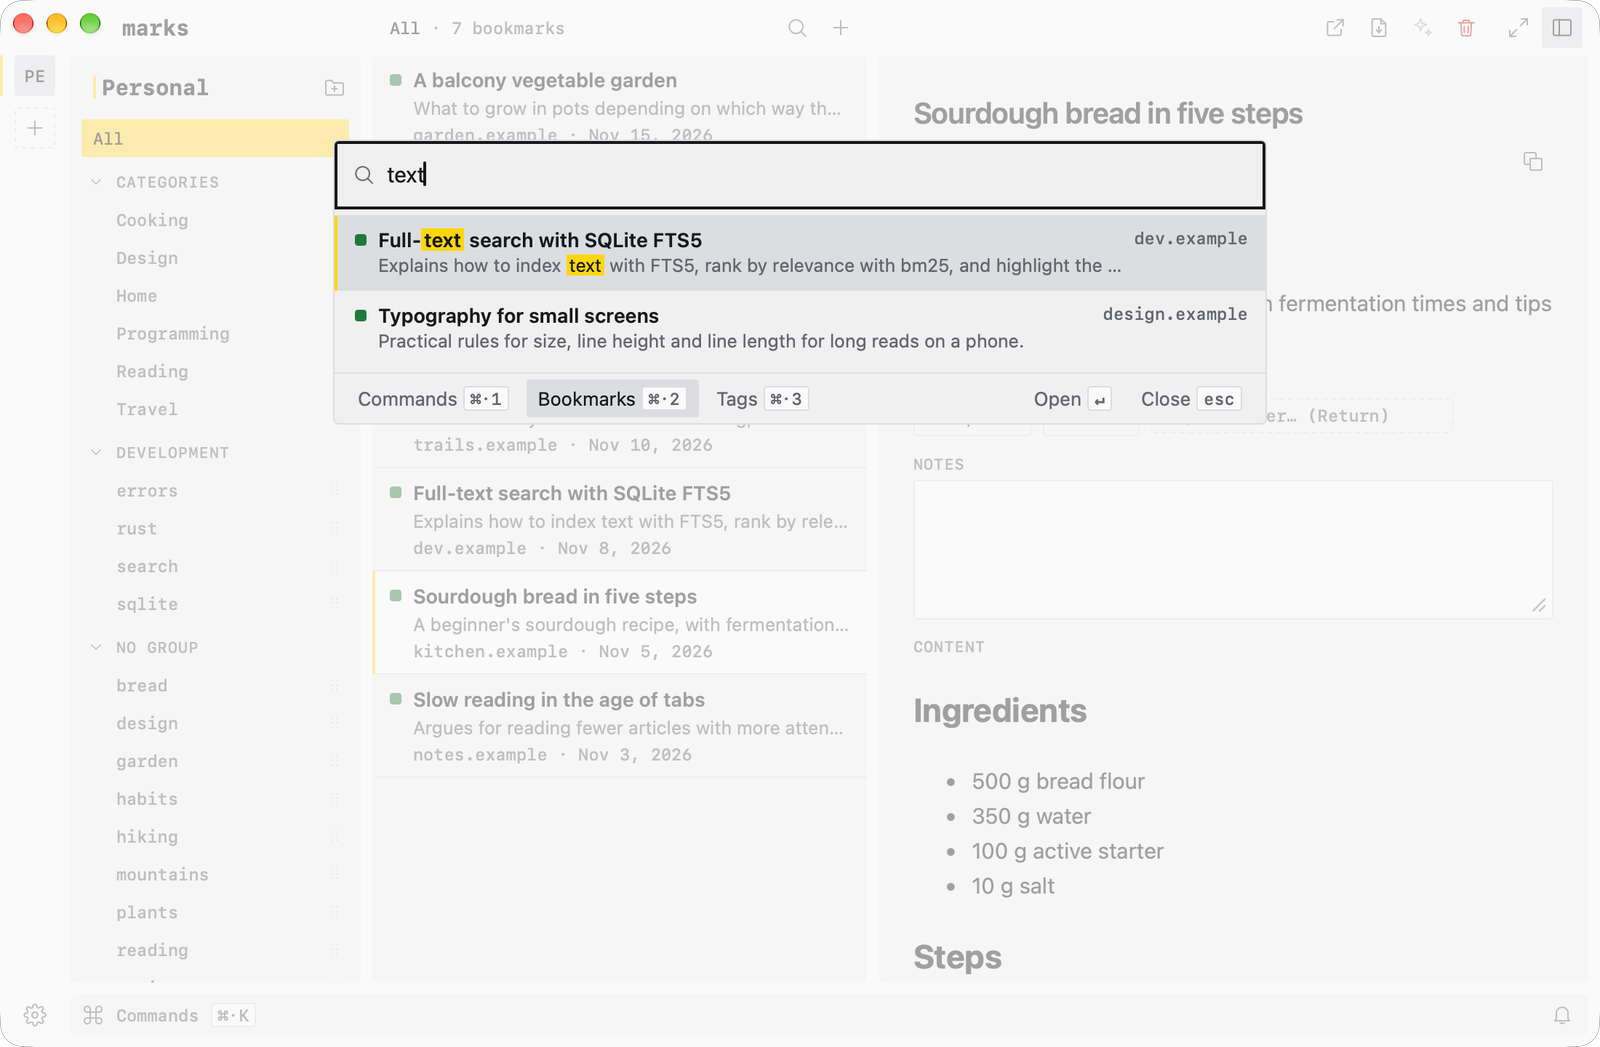 marks
All · 7 bookmarks
PE
Personal
All
CATEGORIES
Cooking
Design
Home
Programming
Reading
Travel
DEVELOPMENT
errors
rust
search
sqlite
NO GROUP
bread
design
garden
habits
hiking
mountains
plants
reading
A balcony vegetable garden
What to grow in pots depending on which way th...
garden.example · Nov 15, 2026
text
Full-text search with SQLite FTS5
dev.example
Explains how to index text with FTS5, rank by relevance with bm25, and highlight the ...
Typography for small screens
design.example
Practical rules for size, line height and line length for long reads on a phone.
Commands ⌘·1 Bookmarks ⌘·2 Tags ⌘·3 Open ↵ Close esc
trails.example · Nov 10, 2026
Full-text search with SQLite FTS5
Explains how to index text with FTS5, rank by rele...
dev.example · Nov 8, 2026
Sourdough bread in five steps
A beginner's sourdough recipe, with fermentation...
kitchen.example · Nov 5, 2026
Slow reading in the age of tabs
Argues for reading fewer articles with more atten...
notes.example · Nov 3, 2026
Sourdough bread in five steps
fermentation times and tips
(Return)
NOTES
CONTENT
Ingredients
• 500 g bread flour
• 350 g water
• 100 g active starter
• 10 g salt
Steps
Commands ⌘·K